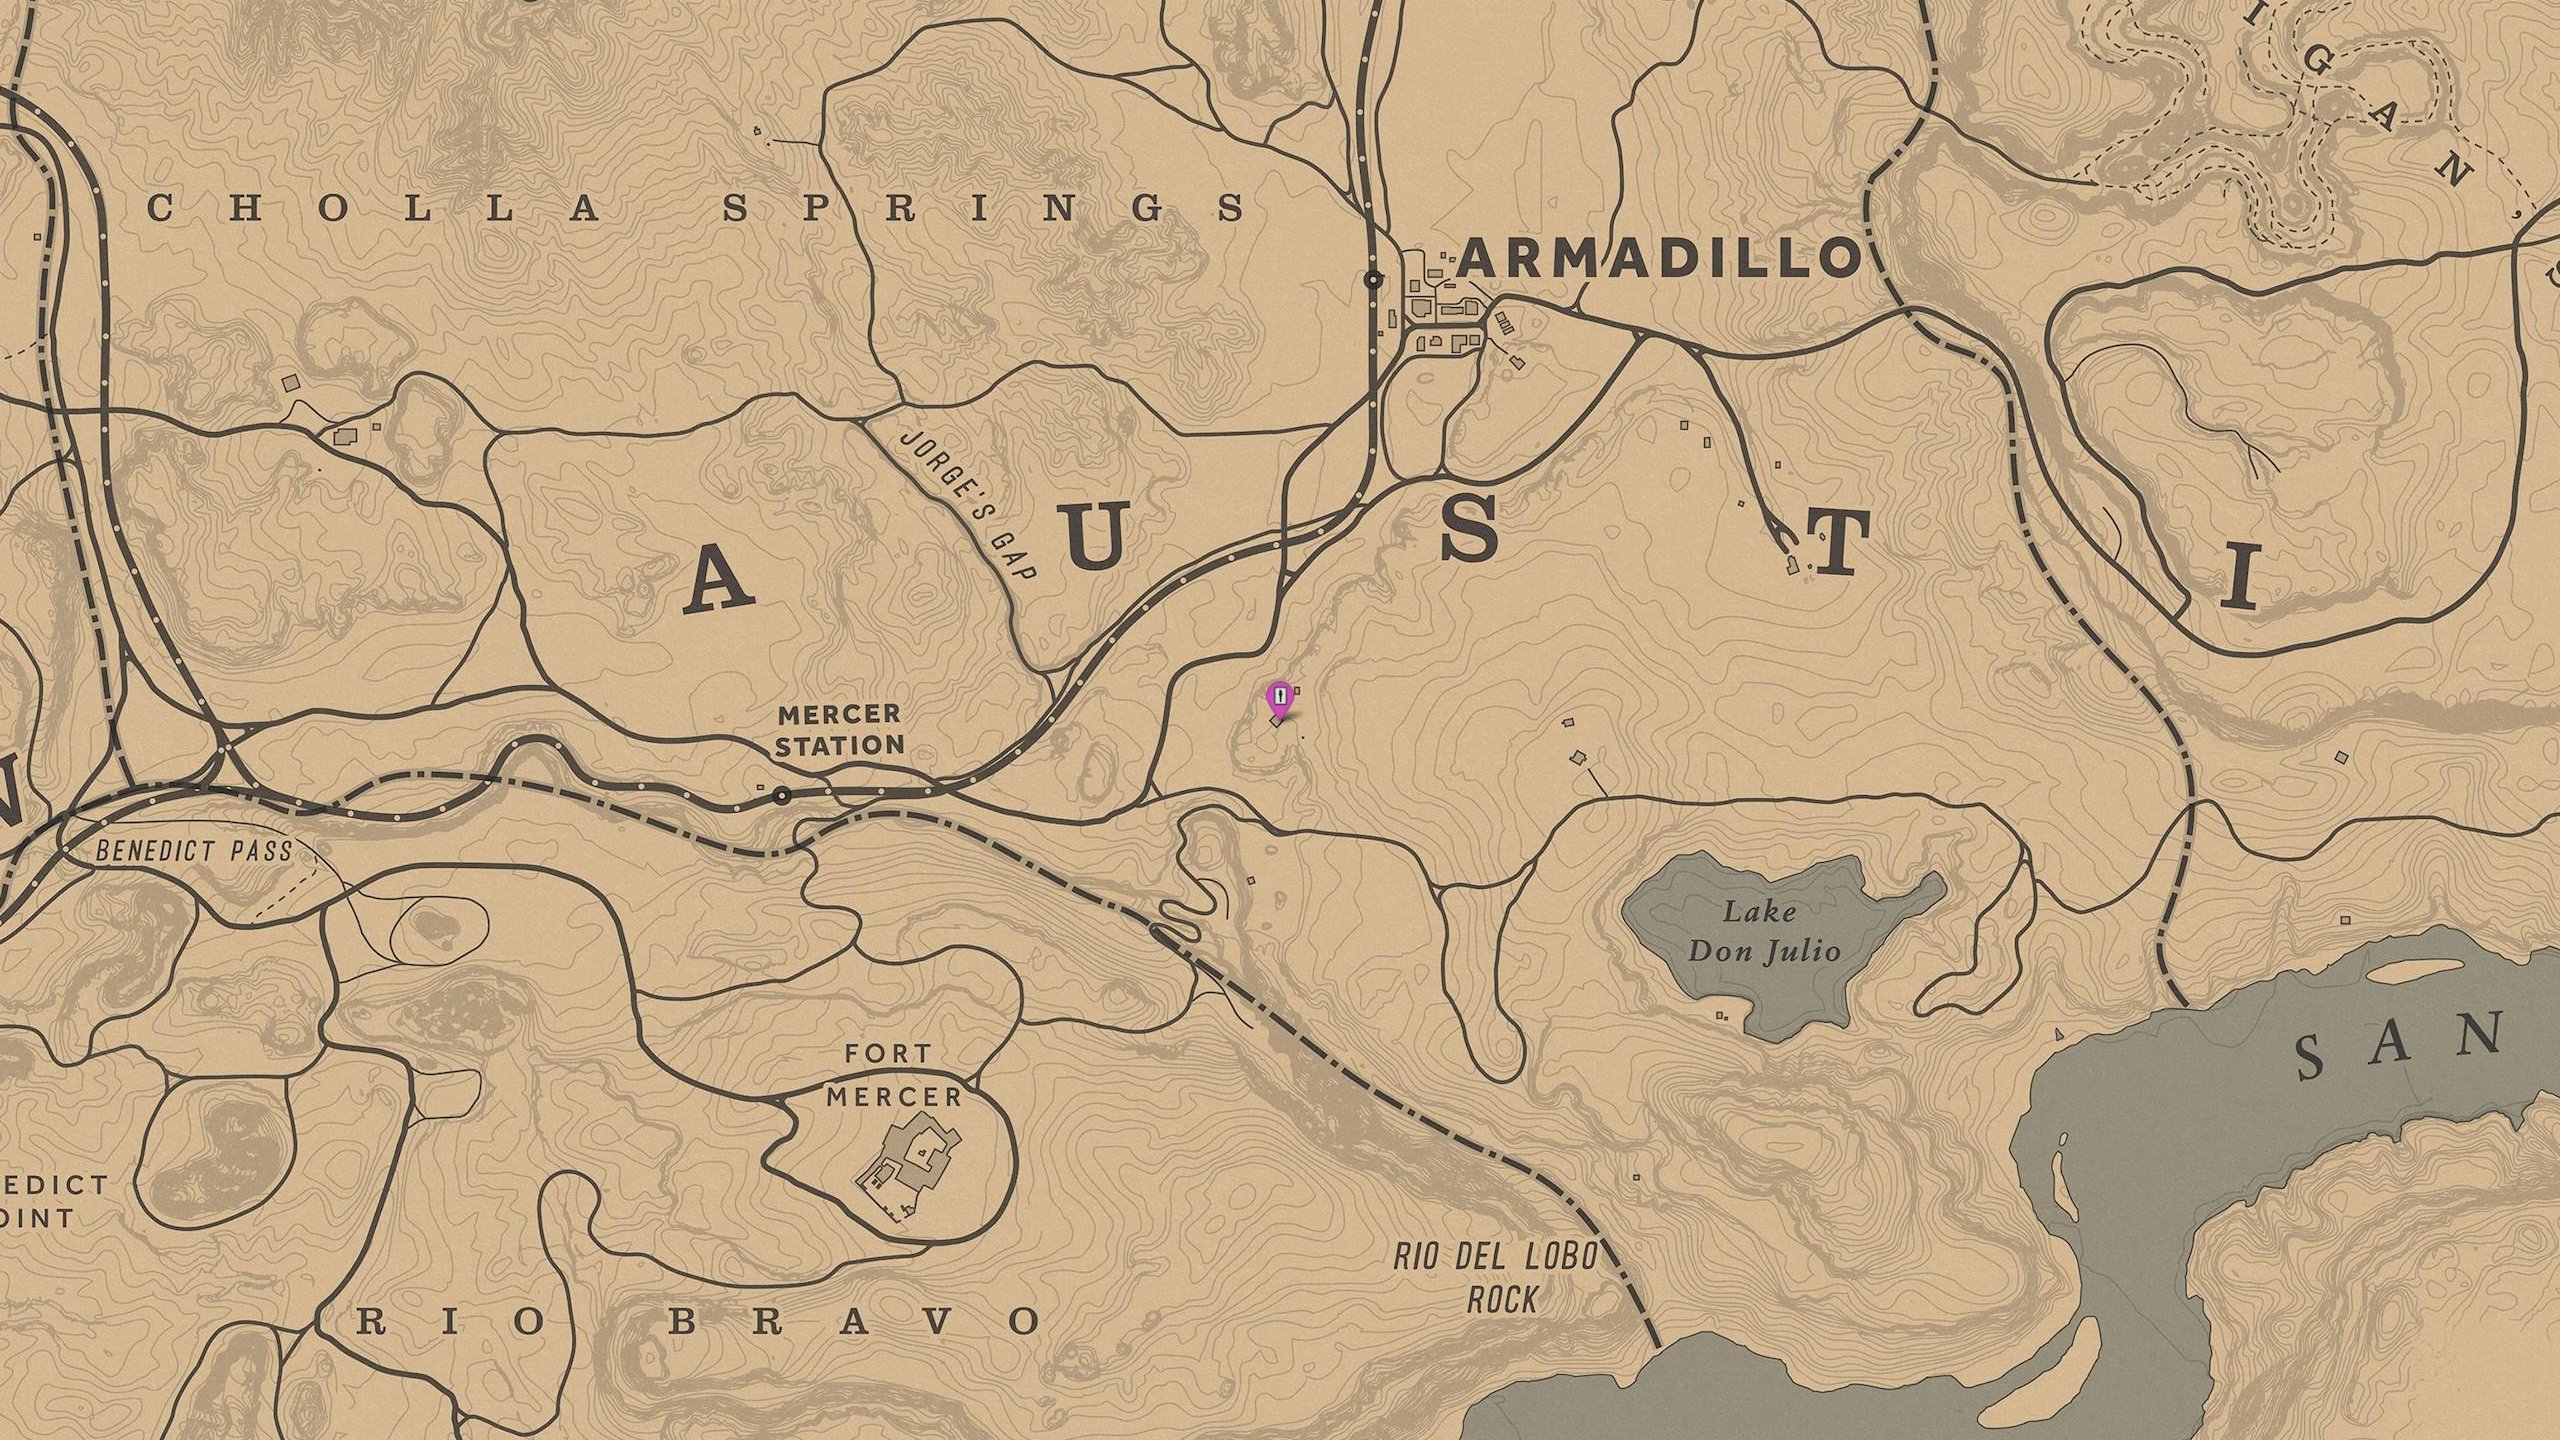 I
G
A
N
CHOLLA SPRINGS
ARMADILLO
JORGE'S GAP
A U S T I
N
MERCER
STATION
BENEDICT PASS
Lake
Don Julio
SAN
FORT
MERCER
EDICT
OINT
RIO DEL LOBO
ROCK
RIO BRAVO